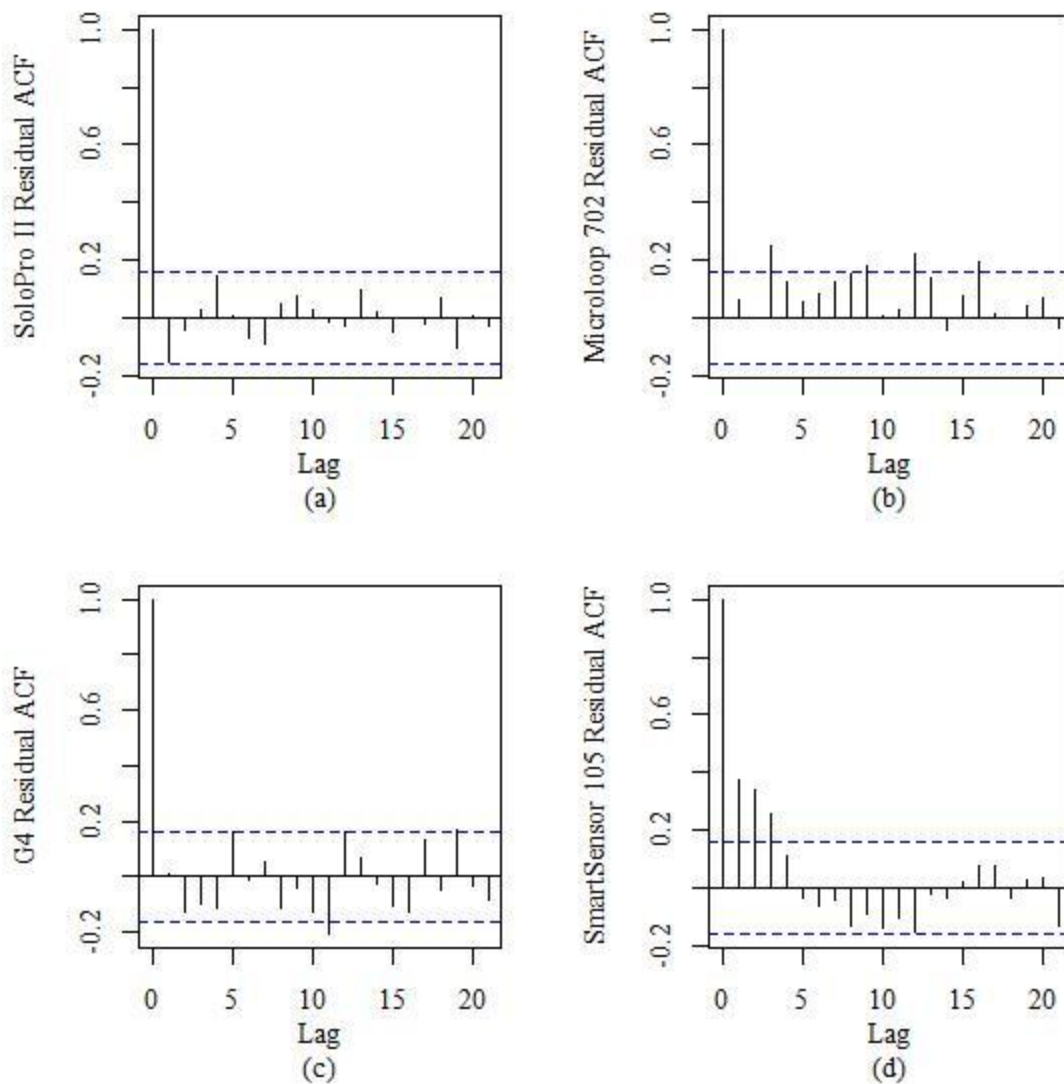 SoloPro II Residual ACF
1.0
0.6
0.2
-0.2
0 5 10 15 20
Lag
(a)
Microloop 702 Residual ACF
1.0
0.6
0.2
-0.2
0 5 10 15 20
Lag
(b)
G4 Residual ACF
1.0
0.6
0.2
-0.2
0 5 10 15 20
Lag
(c)
SmartSensor 105 Residual ACF
1.0
0.6
0.2
-0.2
0 5 10 15 20
Lag
(d)